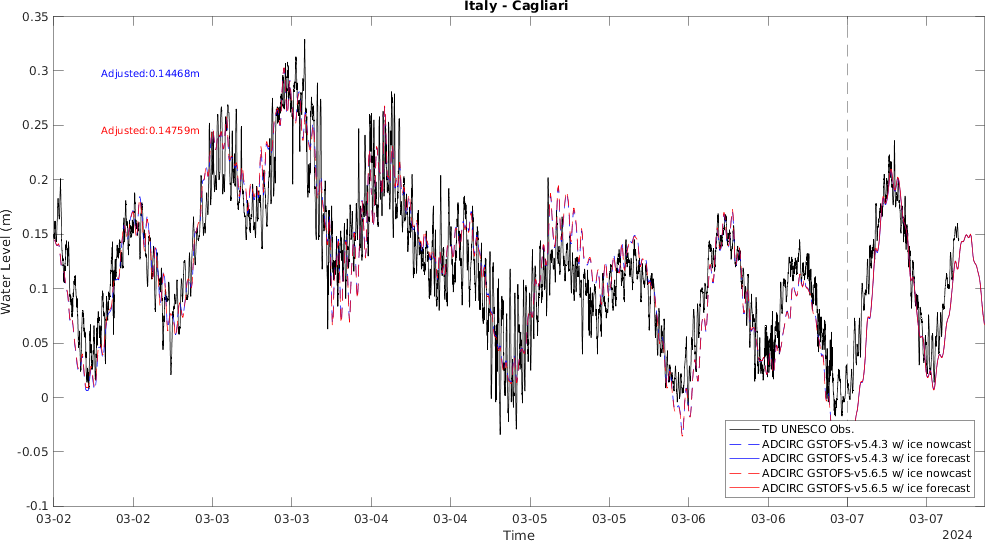 Italy - Cagliari
0.35
0.3
0.25
0.2
0.15
0.1
0.05
0
-0.05
-0.1
Water Level (m)
Adjusted:0.14468m
Adjusted:0.14759m
TD UNESCO Obs.
ADCIRC GSTOFS-v5.4.3 w/ ice nowcast
ADCIRC GSTOFS-v5.4.3 w/ ice forecast
ADCIRC GSTOFS-v5.6.5 w/ ice nowcast
ADCIRC GSTOFS-v5.6.5 w/ ice forecast
03-02 03-02 03-03 03-03 03-04 03-04 03-05 03-05 03-06 03-06 03-07 03-07
Time
2024